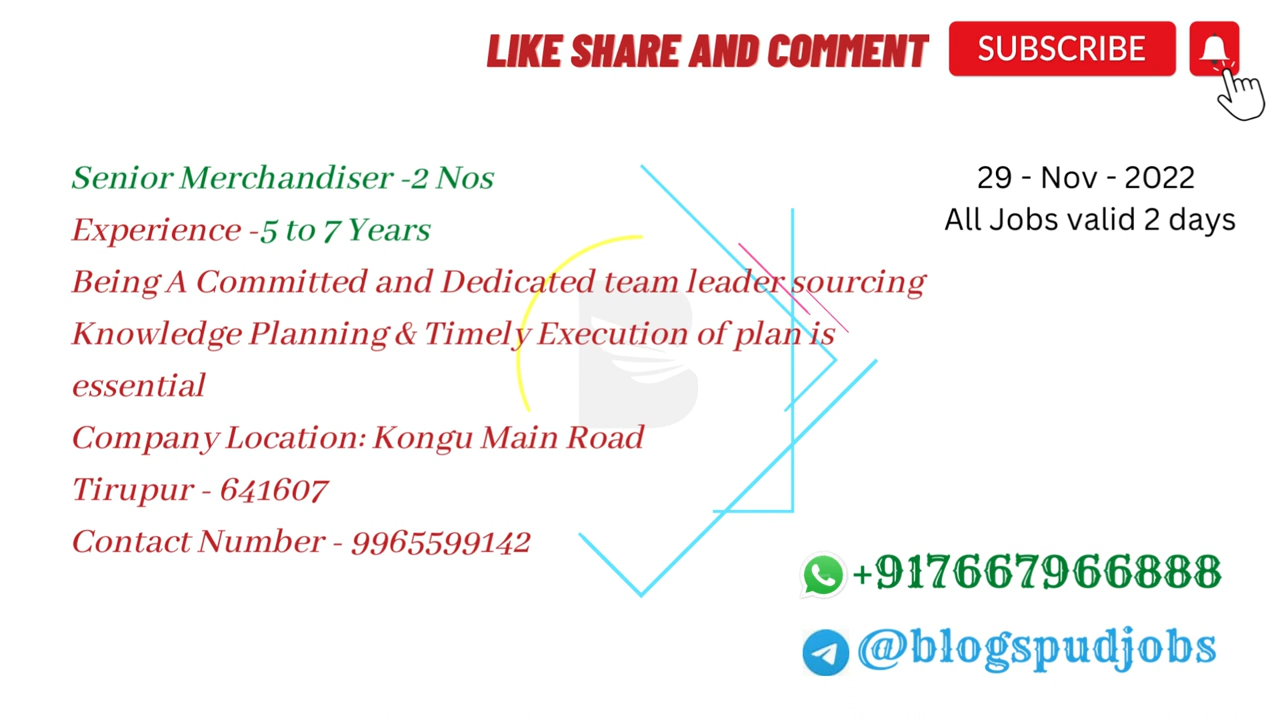 LIKE SHARE AND COMMENT
SUBSCRIBE
Senior Merchandiser -2 Nos
Experience -5 to 7 Years
Being A Committed and Dedicated team leader sourcing
Knowledge Planning & Timely Execution of plan is
essential
Company Location: Kongu Main Road
Tirupur - 641607
Contact Number - 9965599142
29 - Nov - 2022
All Jobs valid 2 days
+917667966888
@blogspudjobs